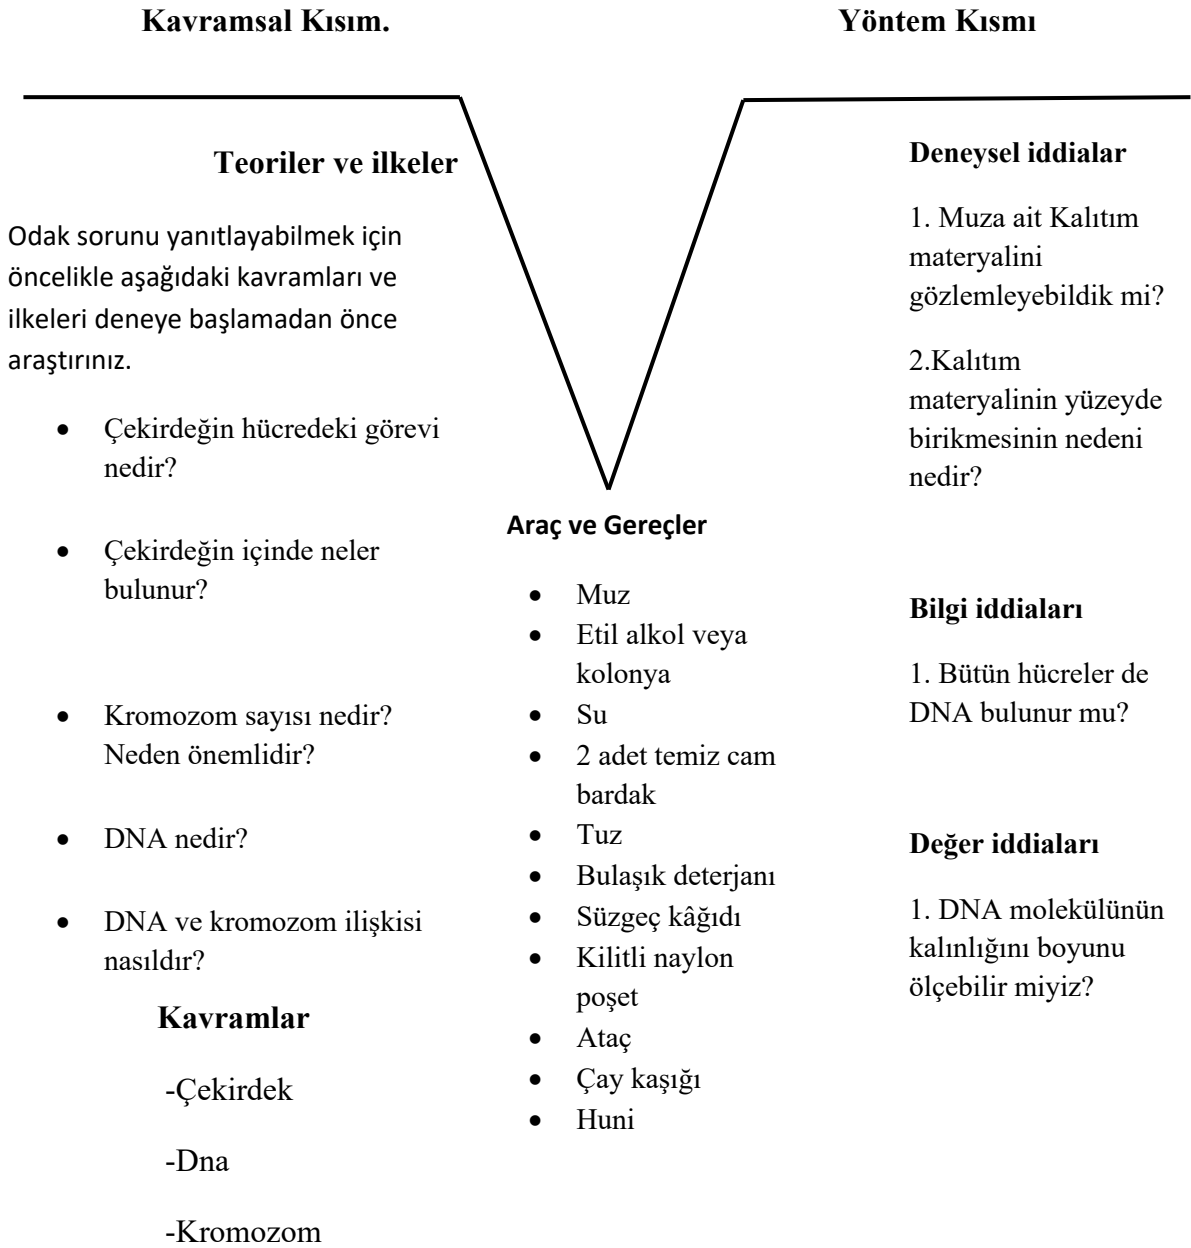 Kavramsal Kısım.
Yöntem Kısmı
Teoriler ve ilkeler
Odak sorunu yanıtlayabilmek için
öncelikle aşağıdaki kavramları ve
ilkeleri deneye başlamadan önce
araştırınız.
• Çekirdeğin hücredeki görevi
nedir?
• Çekirdeğin içinde neler
bulunur?
• Kromozom sayısı nedir?
Neden önemlidir?
• DNA nedir?
• DNA ve kromozom ilişkisi
nasıldır?
Kavramlar
-Çekirdek
-Dna
-Kromozom
Araç ve Gereçler
• Muz
• Etil alkol veya
kolonya
• Su
• 2 adet temiz cam
bardak
• Tuz
• Bulaşık deterjanı
• Süzgeç kâğıdı
• Kilitli naylon
poşet
• Ataç
• Çay kaşığı
• Huni
Deneysel iddialar
1. Muza ait Kalıtım
materyalini
gözlemleyebildik mi?
2.Kalıtım
materyalinin yüzeyde
birikmesinin nedeni
nedir?
Bilgi iddiaları
1. Bütün hücreler de
DNA bulunur mu?
Değer iddiaları
1. DNA molekülünün
kalınlığını boyunu
ölçebilir miyiz?